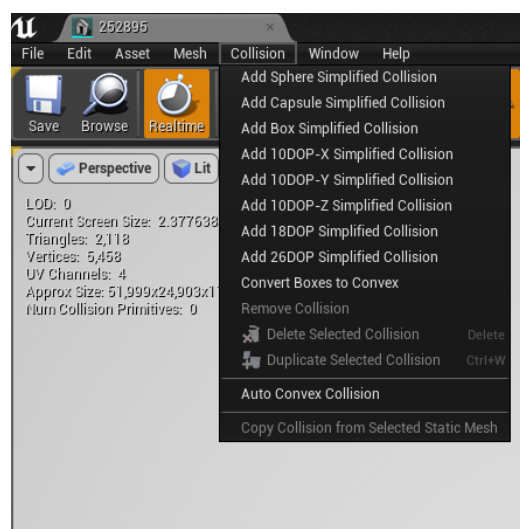 252895
File Edit Asset Mesh Collision Window Help
Save Browse Realtime
Perspective Lit
LOD: 0
Current Screen Size: 2.377638
Triangles: 2,118
Vertices: 5,458
UV Channels: 4
Approx Size: 51,999x24,903x1
Num Collision Primitives: 0
Add Sphere Simplified Collision
Add Capsule Simplified Collision
Add Box Simplified Collision
Add 10DOP-X Simplified Collision
Add 10DOP-Y Simplified Collision
Add 10DOP-Z Simplified Collision
Add 18DOP Simplified Collision
Add 26DOP Simplified Collision
Convert Boxes to Convex
Remove Collision
Delete Selected Collision Delete
Duplicate Selected Collision Ctrl+W
Auto Convex Collision
Copy Collision from Selected Static Mesh